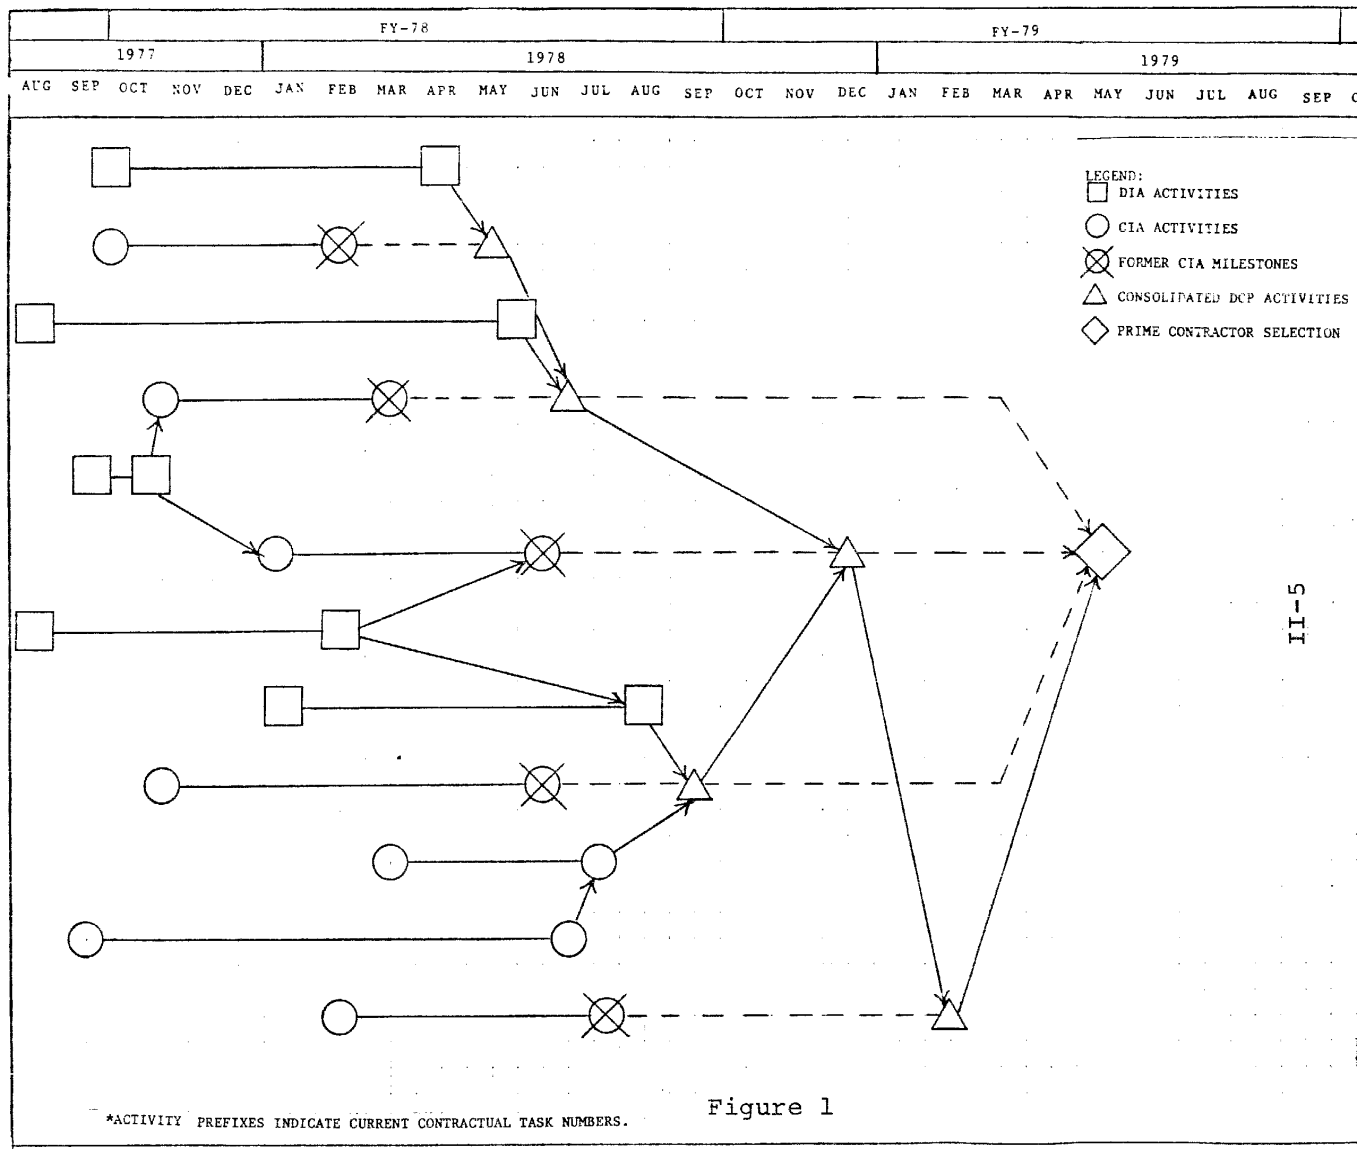 FY-78 FY-79
1977 1978 1979
AUG SEP OCT NOV DEC JAN FEB MAR APR MAY JUN JUL AUG SEP OCT NOV DEC JAN FEB MAR APR MAY JUN JUL AUG SEP
LEGEND:
DIA ACTIVITIES
CIA ACTIVITIES
FORMER CIA MILESTONES
CONSOLIDATED DCP ACTIVITIES
PRIME CONTRACTOR SELECTION
II-5
Figure 1
*ACTIVITY PREFIXES INDICATE CURRENT CONTRACTUAL TASK NUMBERS.